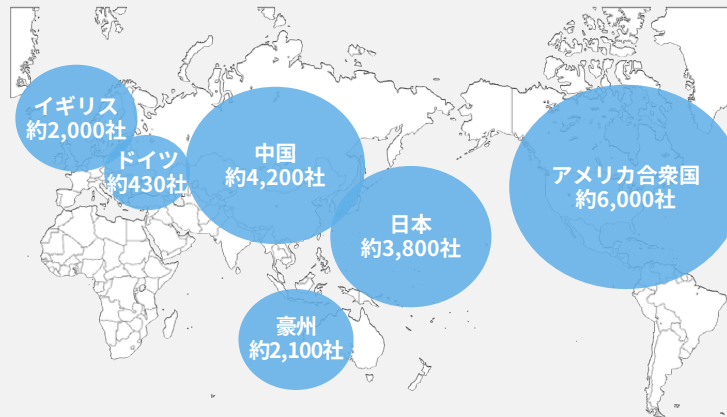 イギリス
約2,000社
ドイツ
約430社
中国
約4,200社
日本
約3,800社
アメリカ合衆国
約6,000社
豪州
約2,100社